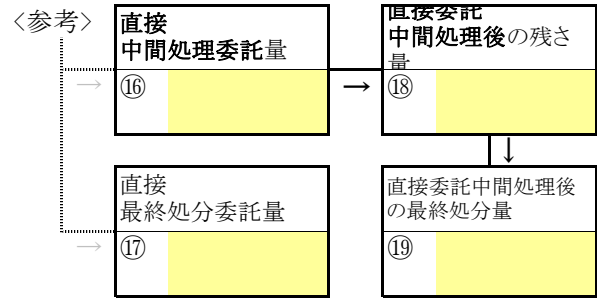 〈参考〉
直接
中間処理委託量
→ ⑯
→
直接委託
中間処理後の残さ
量
⑱
↓
直接
最終処分委託量
→ ⑰
直接委託中間処理後
の最終処分量
⑲